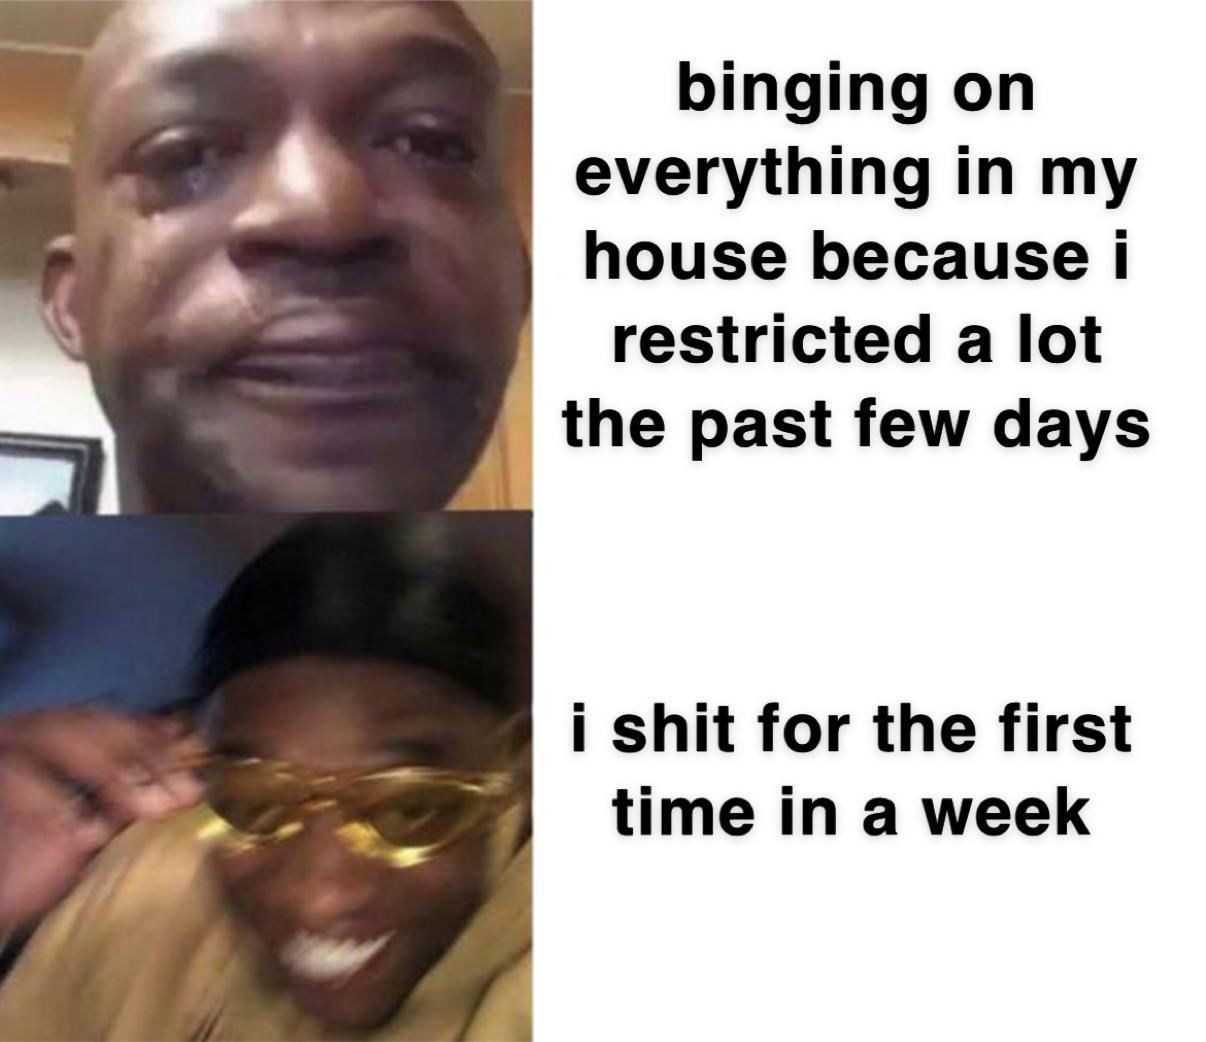 binging on
everything in my
house because i
restricted a lot
the past few days
i shit for the first
time in a week